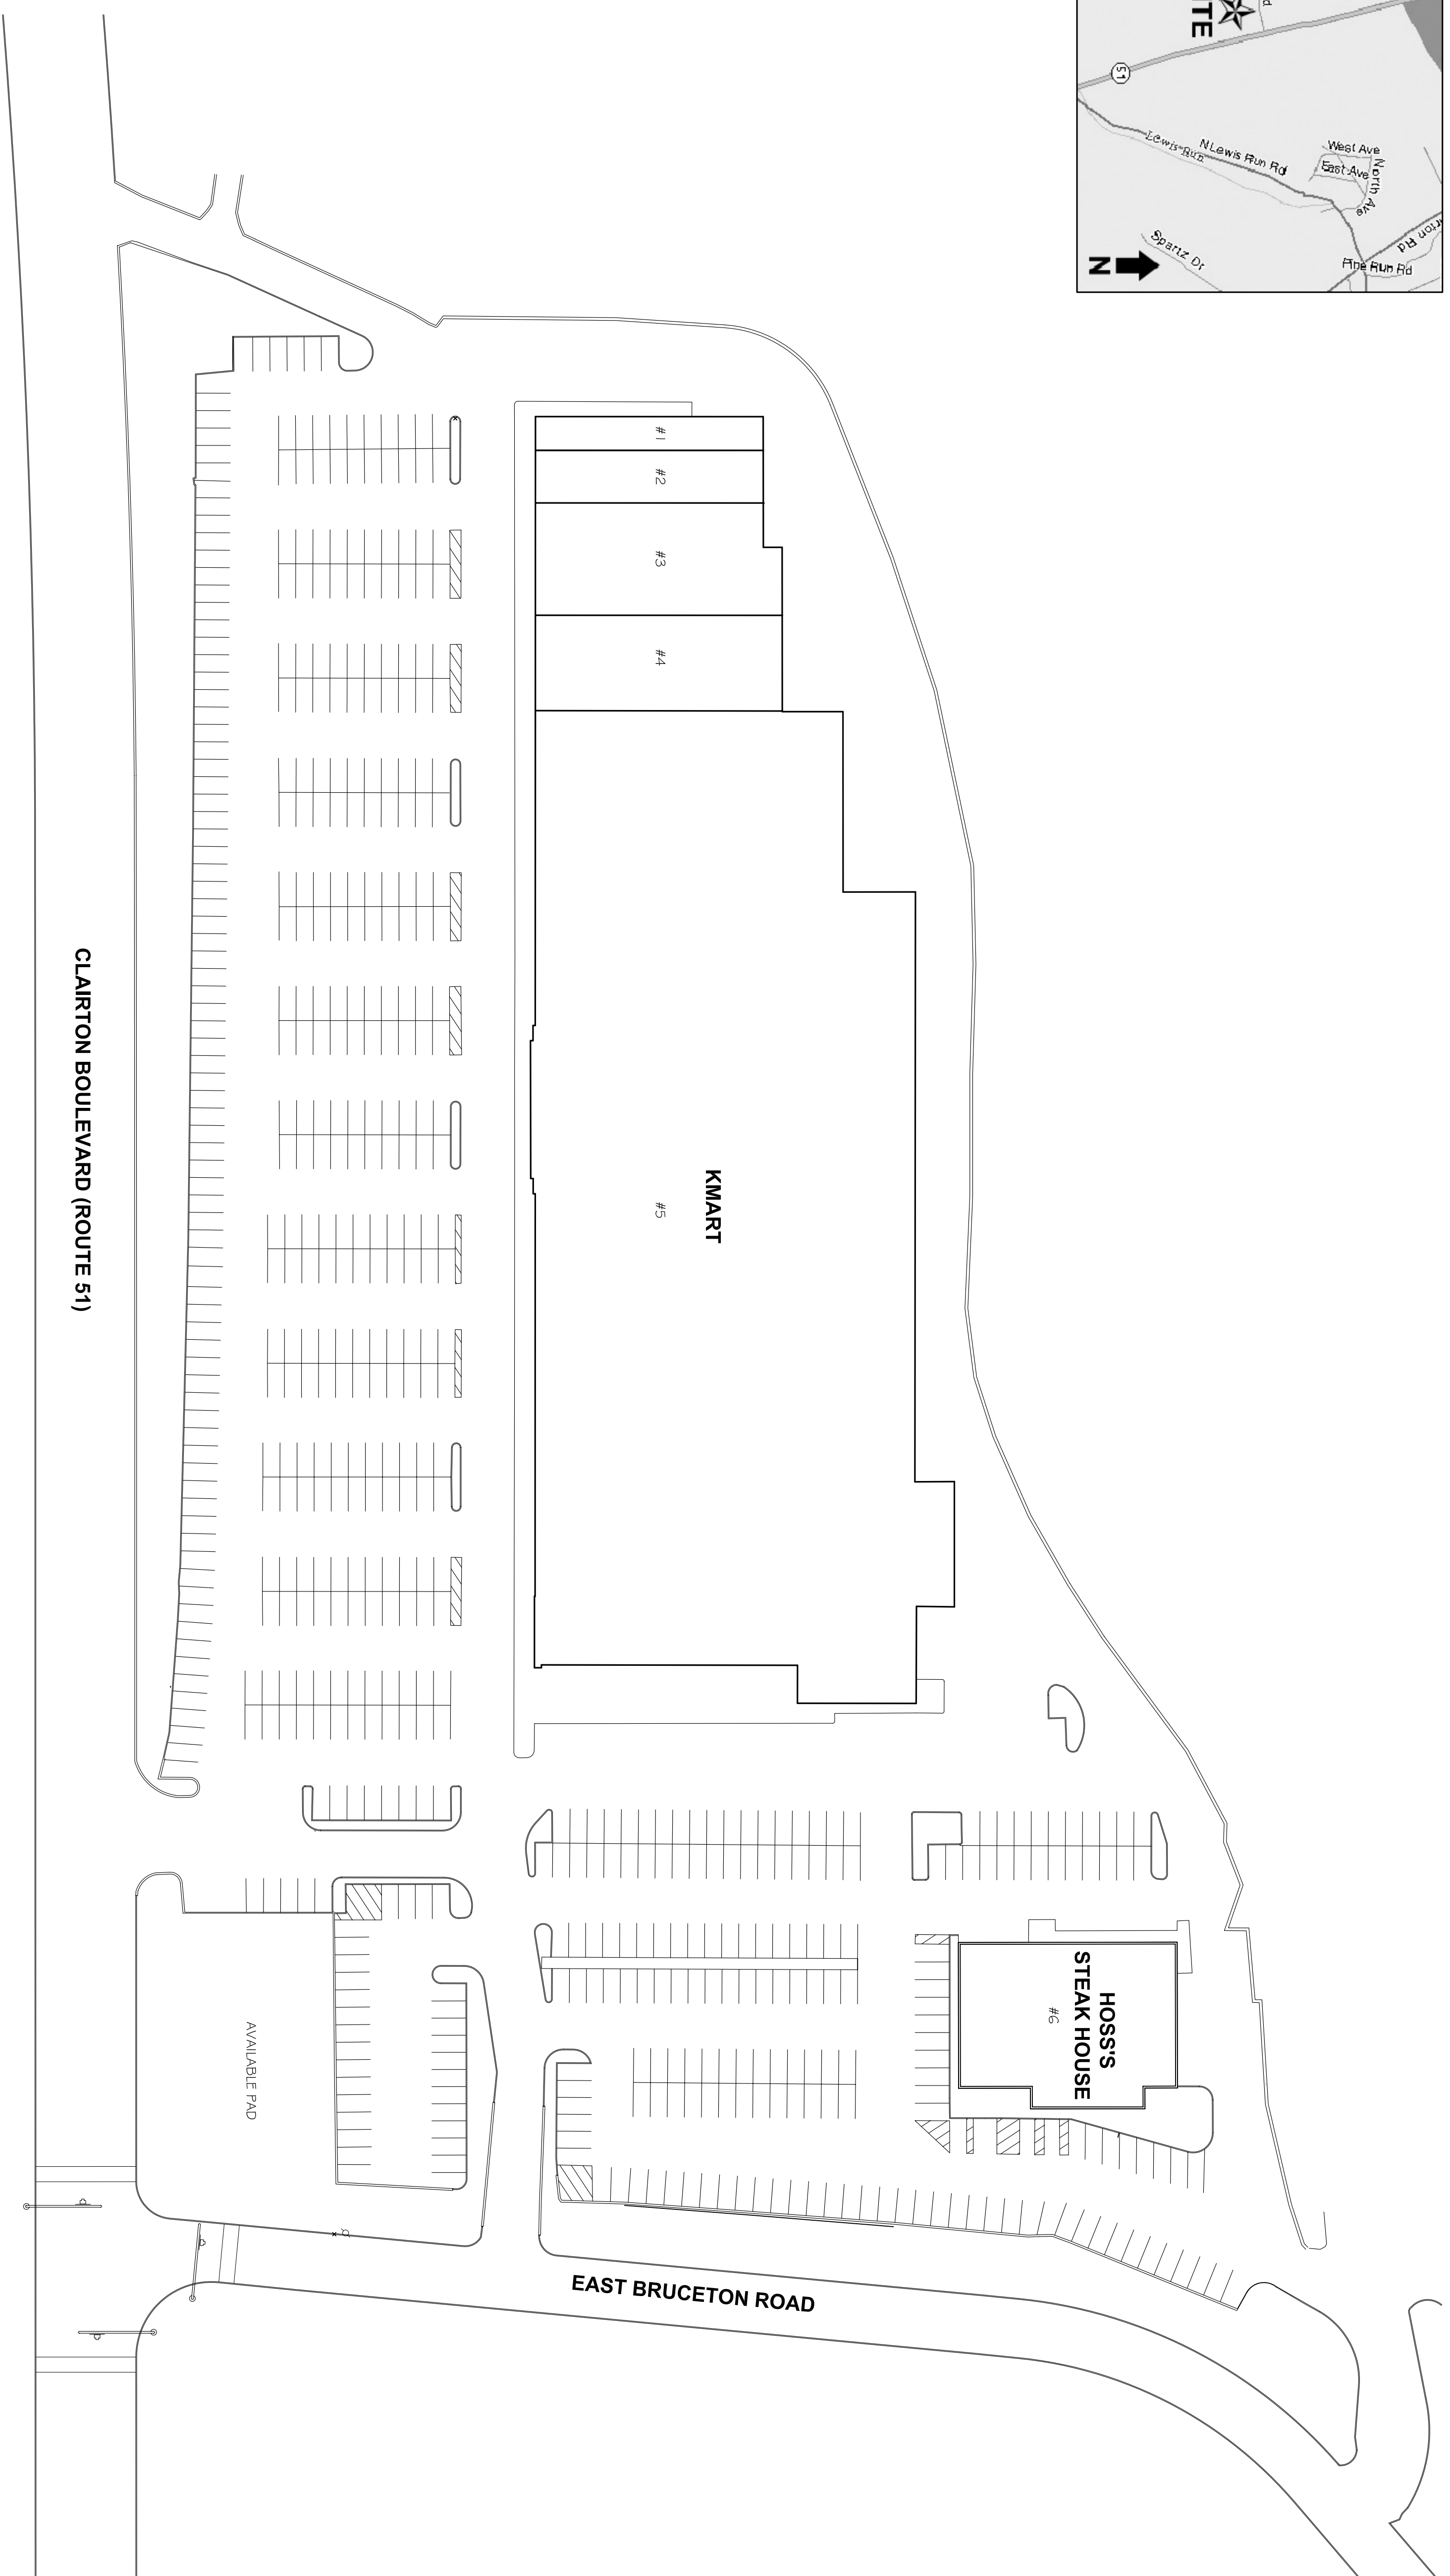 51
Lewis Run
N Lewis Run Rd
West Ave
East Ave
North Ave
Spartz Dr
Pine Run Rd
N
#1
#2
#3
#4
KMART
#5
CLAIRTON BOULEVARD (ROUTE 51)
HOSS'S
STEAK HOUSE
#6
AVAILABLE PAD
EAST BRUCETON ROAD